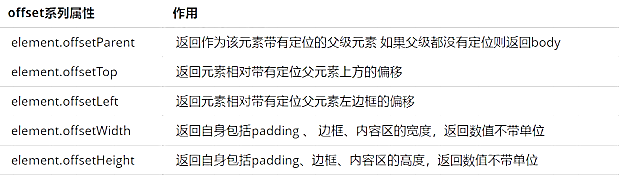 offset系列属性 作用
element.offsetParent 返回作为该元素带有定位的父级元素 如果父级都没有定位则返回body
element.offsetTop 返回元素相对带有定位父元素上方的偏移
element.offsetLeft 返回元素相对带有定位父元素左边框的偏移
element.offsetWidth 返回自身包括padding 、 边框、内容区的宽度，返回数值不带单位
element.offsetHeight 返回自身包括padding、边框、内容区的高度，返回数值不带单位